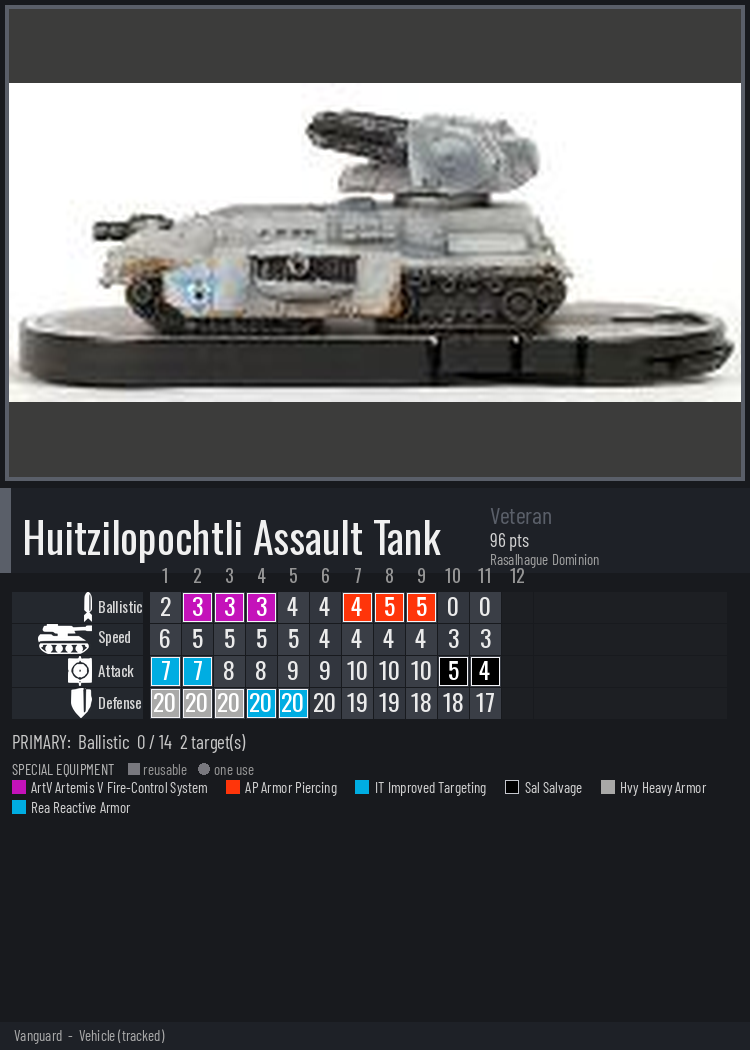 Huitzilopochtli Assault Tank
Veteran
96 pts
Rasalhague Dominion
1 2 3 4 5 6 7 8 9 10 11 12
Ballistic 2 3 3 3 4 4 4 5 5 0 0
Speed 6 5 5 5 5 4 4 4 4 3 3
Attack 7 7 8 8 9 9 10 10 10 5 4
Defense 20 20 20 20 20 20 19 19 18 18 17
PRIMARY: Ballistic 0 / 14 2 target(s)
SPECIAL EQUIPMENT reusable one use
ArtV Artemis V Fire-Control System AP Armor Piercing IT Improved Targeting Sal Salvage Hvy Heavy Armor
Rea Reactive Armor
Vanguard - Vehicle (tracked)